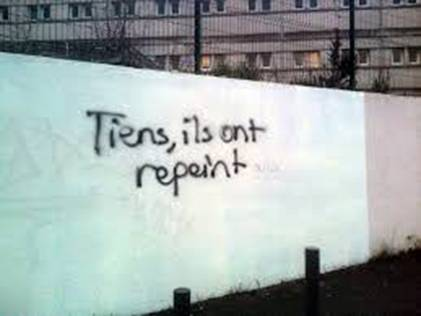 Tiens, ils ont
repeint